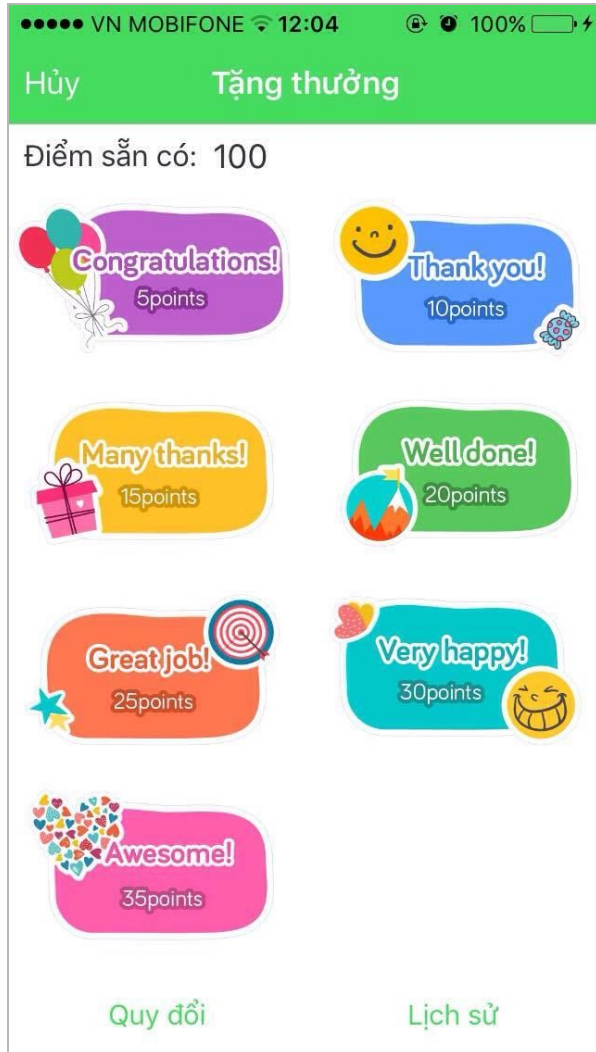 VN MOBIFONE 12:04 100%
Hủy Tặng thưởng
Điểm sẵn có: 100
Congratulations!
5points
Thank you!
10points
Many thanks!
15points
Well done!
20points
Great job!
25points
Very happy!
30points
Awesome!
35points
Quy đổi Lịch sử